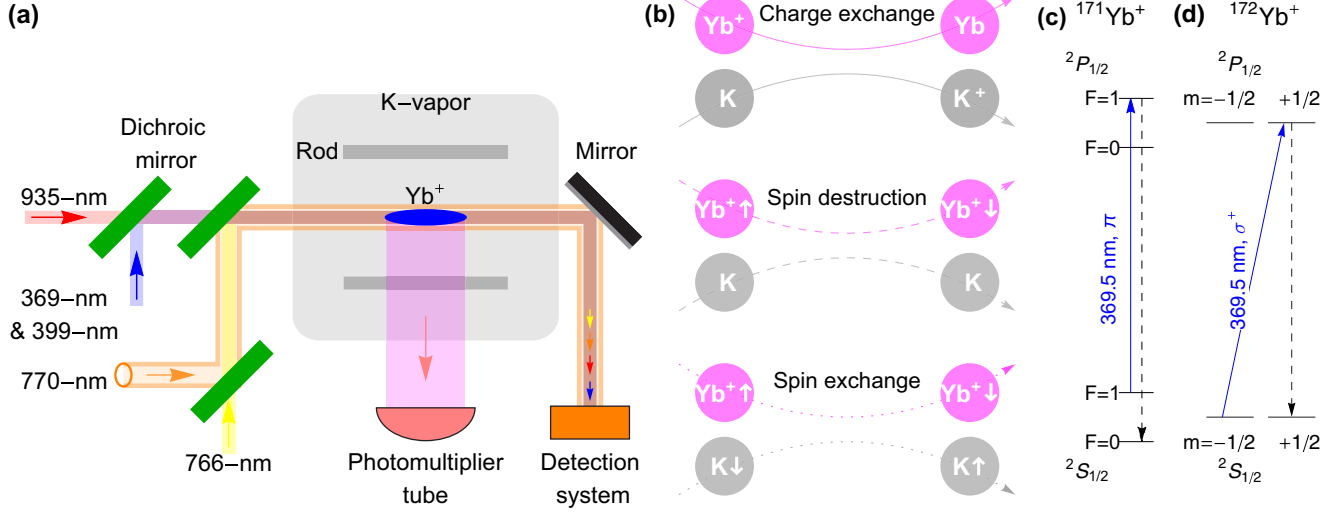 (a)
K−vapor
Dichroic
mirror
Rod
Mirror
935−nm
Yb⁺
369−nm
& 399−nm
770−nm
766−nm
Photomultiplier
tube
Detection
system
(b)
Yb⁺
Charge exchange
Yb
K
K⁺
Yb⁺↑
Spin destruction
Yb⁺↓
K
K
Yb⁺↑
Spin exchange
Yb⁺↓
K↓
K↑
(c)
¹⁷¹Yb⁺
²P₁/₂
F=1
F=0
369.5 nm, π
F=1
F=0
²S₁/₂
(d)
¹⁷²Yb⁺
²P₁/₂
m=−1/2
+1/2
369.5 nm, σ⁺
m=−1/2
+1/2
²S₁/₂